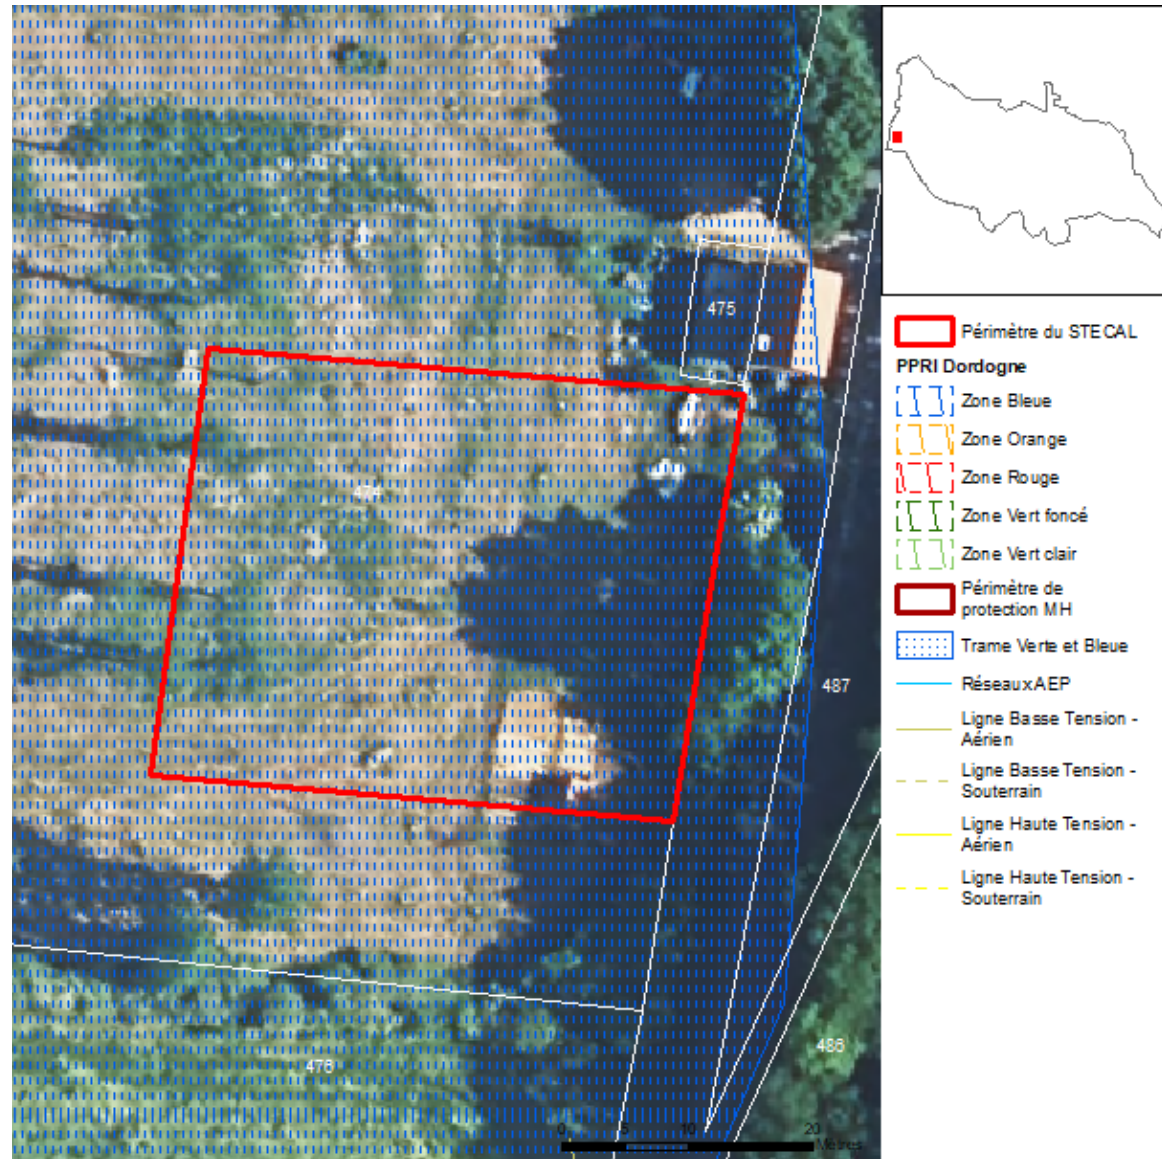 475
474
487
486
476
0 5 10 20
Mètres
Périmètre du STECAL
PPRI Dordogne
Zone Bleue
Zone Orange
Zone Rouge
Zone Vert foncé
Zone Vert clair
Périmètre de
protection MH
Trame Verte et Bleue
Réseaux AEP
Ligne Basse Tension -
Aérien
Ligne Basse Tension -
Souterrain
Ligne Haute Tension -
Aérien
Ligne Haute Tension -
Souterrain